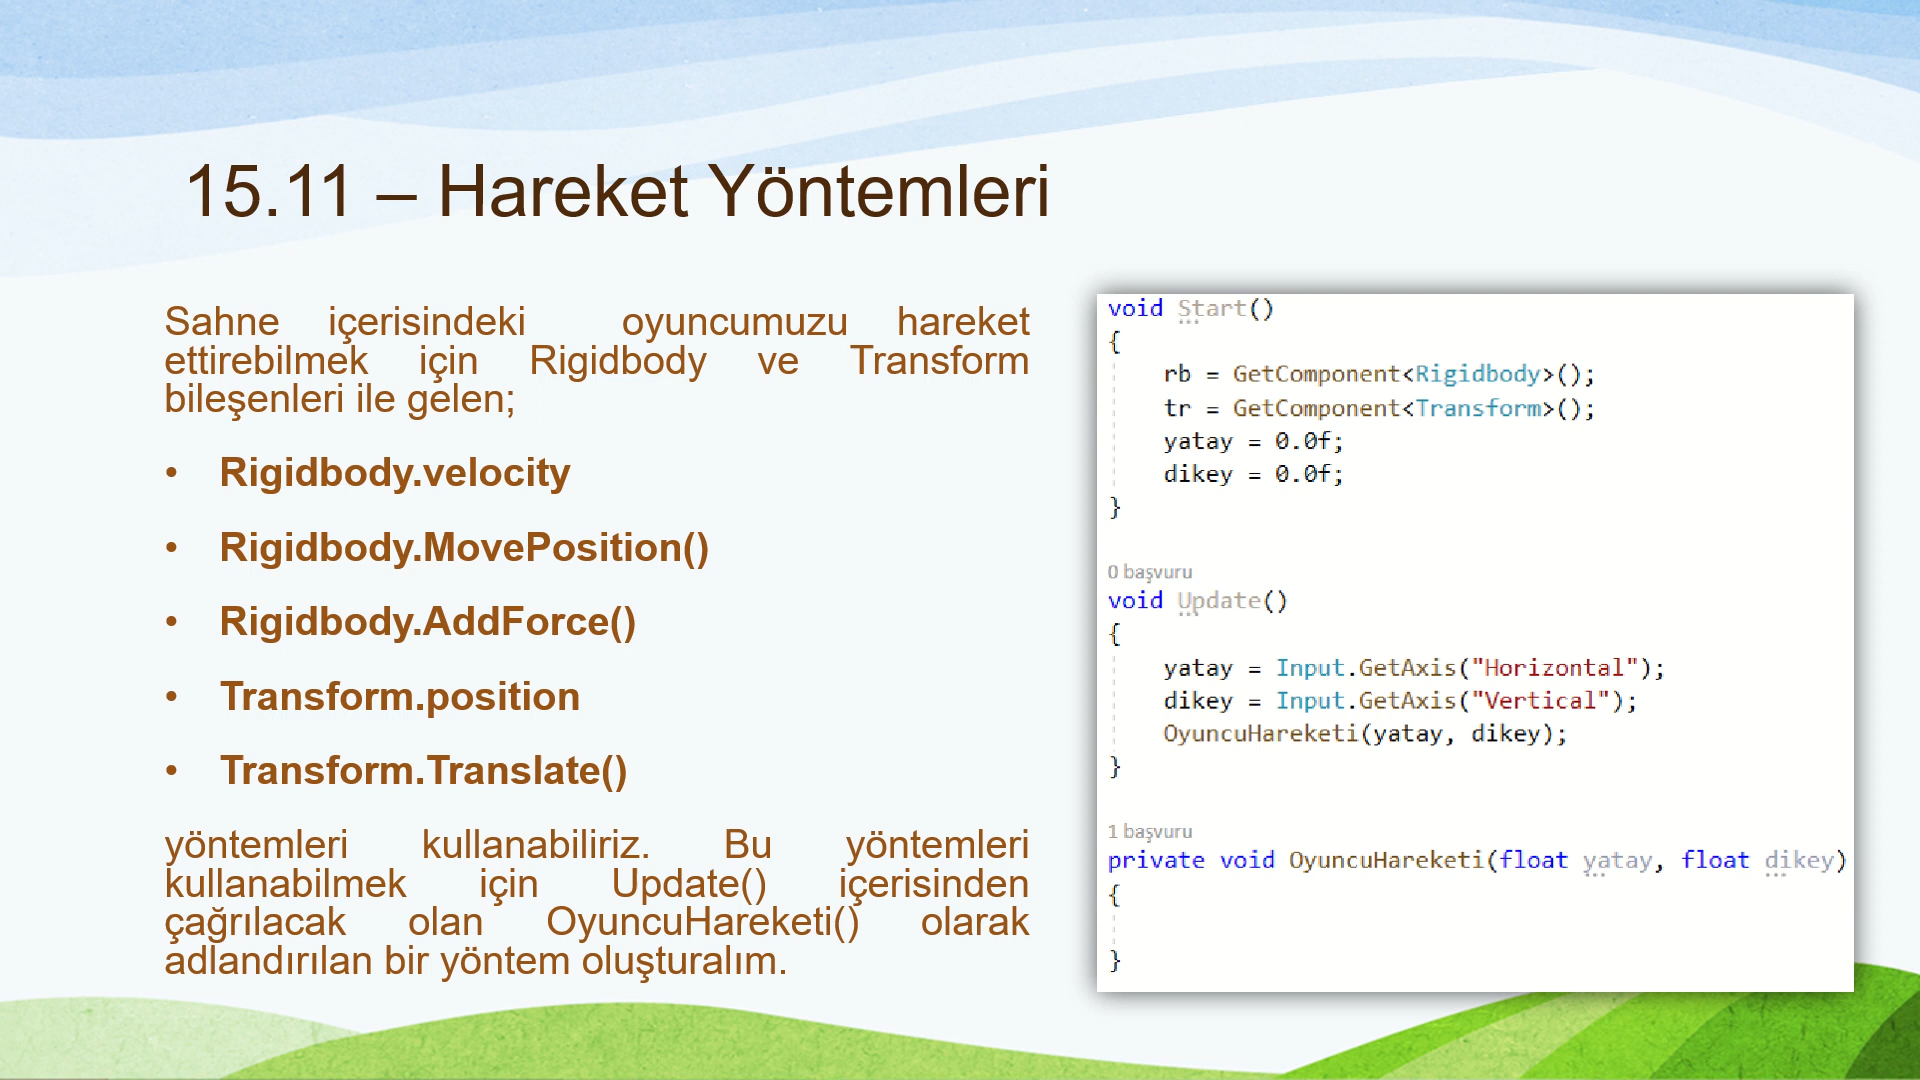 15.11 – Hareket Yöntemleri
Sahne içerisindeki oyuncumuzu hareket
ettirebilmek için Rigidbody ve Transform
bileşenleri ile gelen;
• Rigidbody.velocity
• Rigidbody.MovePosition()
• Rigidbody.AddForce()
• Transform.position
• Transform.Translate()
yöntemleri kullanabiliriz. Bu yöntemleri
kullanabilmek için Update() içerisinden
çağrılacak olan OyuncuHareketi() olarak
adlandırılan bir yöntem oluşturalım.
void Start()
{
rb = GetComponent<Rigidbody>();
tr = GetComponent<Transform>();
yatay = 0.0f;
dikey = 0.0f;
}
0 başvuru
void Update()
{
yatay = Input.GetAxis("Horizontal");
dikey = Input.GetAxis("Vertical");
OyuncuHareketi(yatay, dikey);
}
1 başvuru
private void OyuncuHareketi(float yatay, float dikey)
{
}